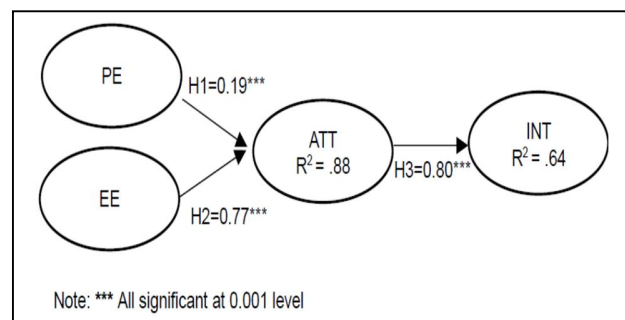 PE
H1=0.19***
ATT
R² = .88
INT
R² = .64
H3=0.80***
EE
H2=0.77***
Note: *** All significant at 0.001 level